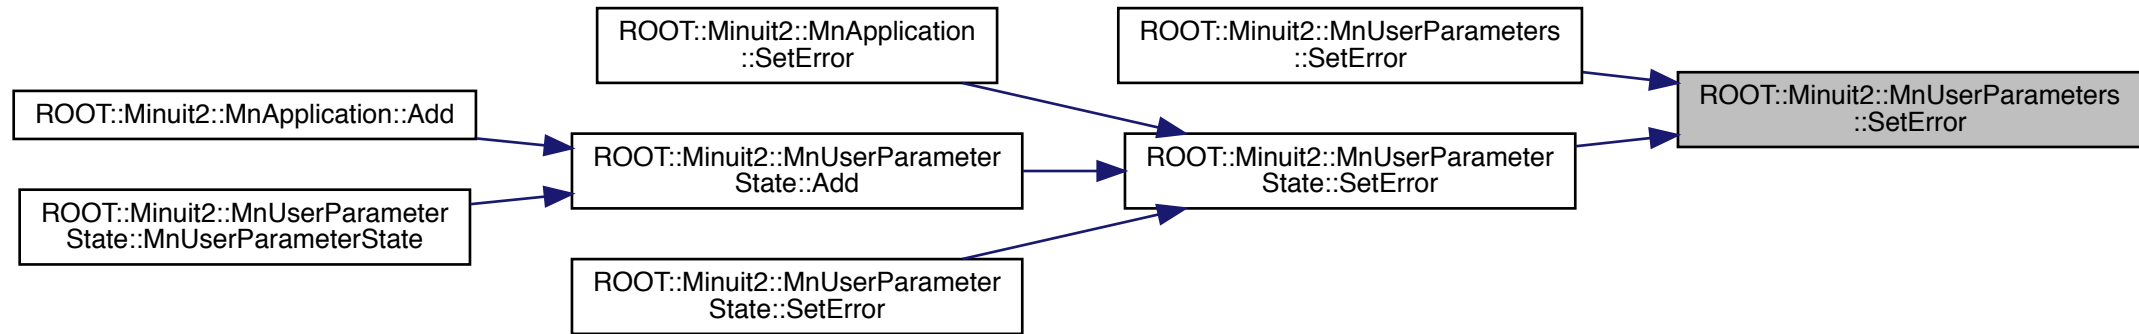 ROOT::Minuit2::MnApplication::Add
ROOT::Minuit2::MnUserParameter
State::MnUserParameterState
ROOT::Minuit2::MnApplication
::SetError
ROOT::Minuit2::MnUserParameter
State::Add
ROOT::Minuit2::MnUserParameter
State::SetError
ROOT::Minuit2::MnUserParameters
::SetError
ROOT::Minuit2::MnUserParameter
State::SetError
ROOT::Minuit2::MnUserParameters
::SetError